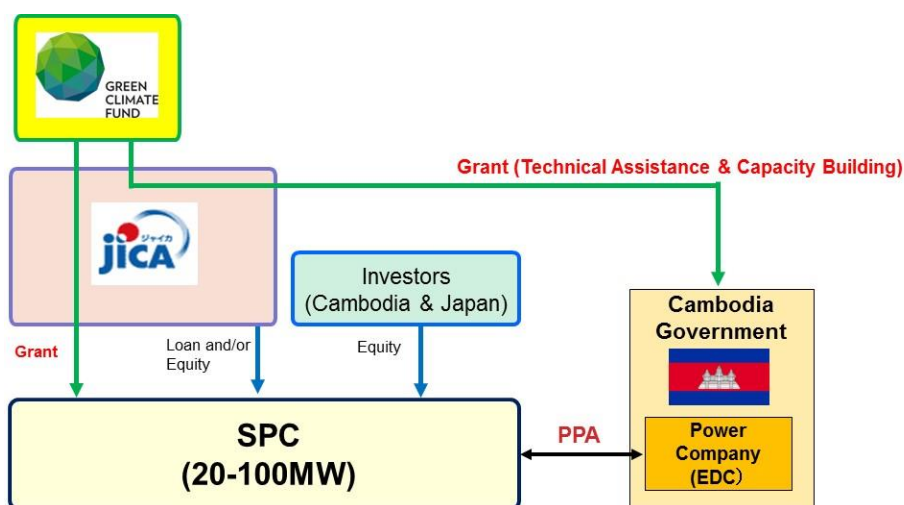 GREEN
CLIMATE
FUND
Grant (Technical Assistance & Capacity Building)
ジャイカ
jICA
Investors
(Cambodia & Japan)
Cambodia
Government
Grant
Loan and/or
Equity
Equity
SPC
(20-100MW)
PPA
Power
Company
(EDC）